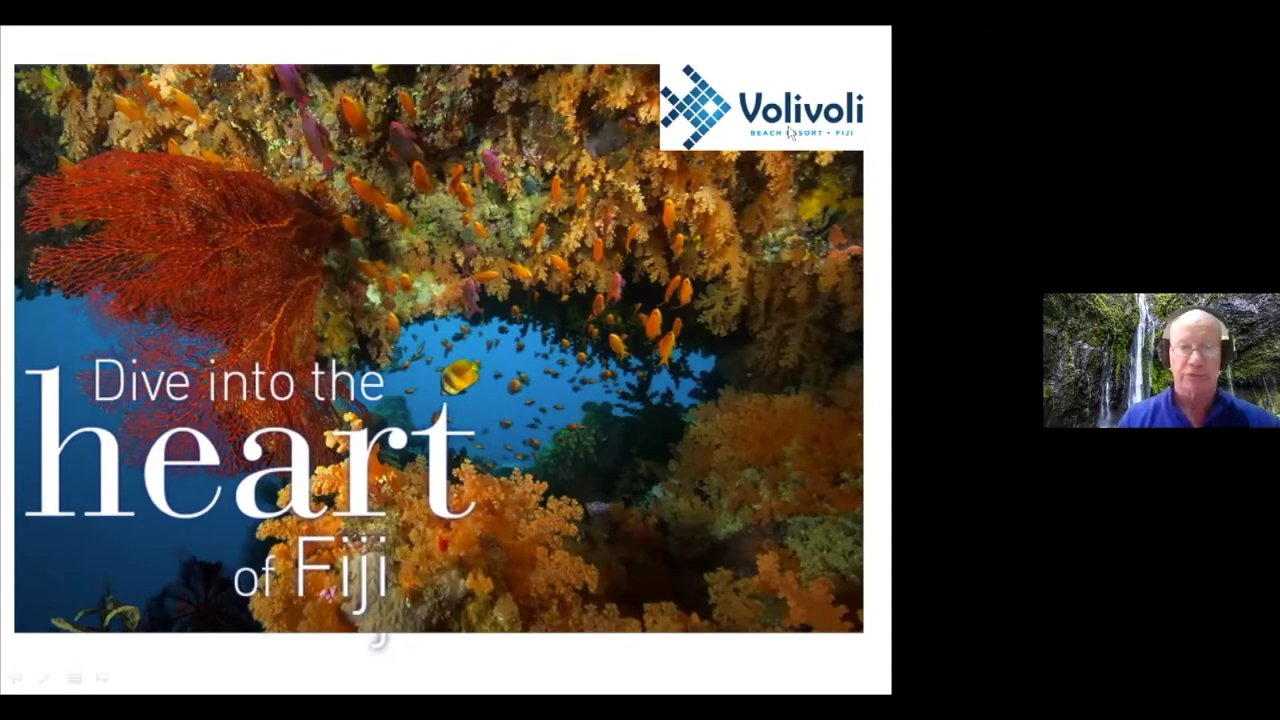 Volivoli
BEACH RESORT • FIJI
Dive into the
heart
of Fiji